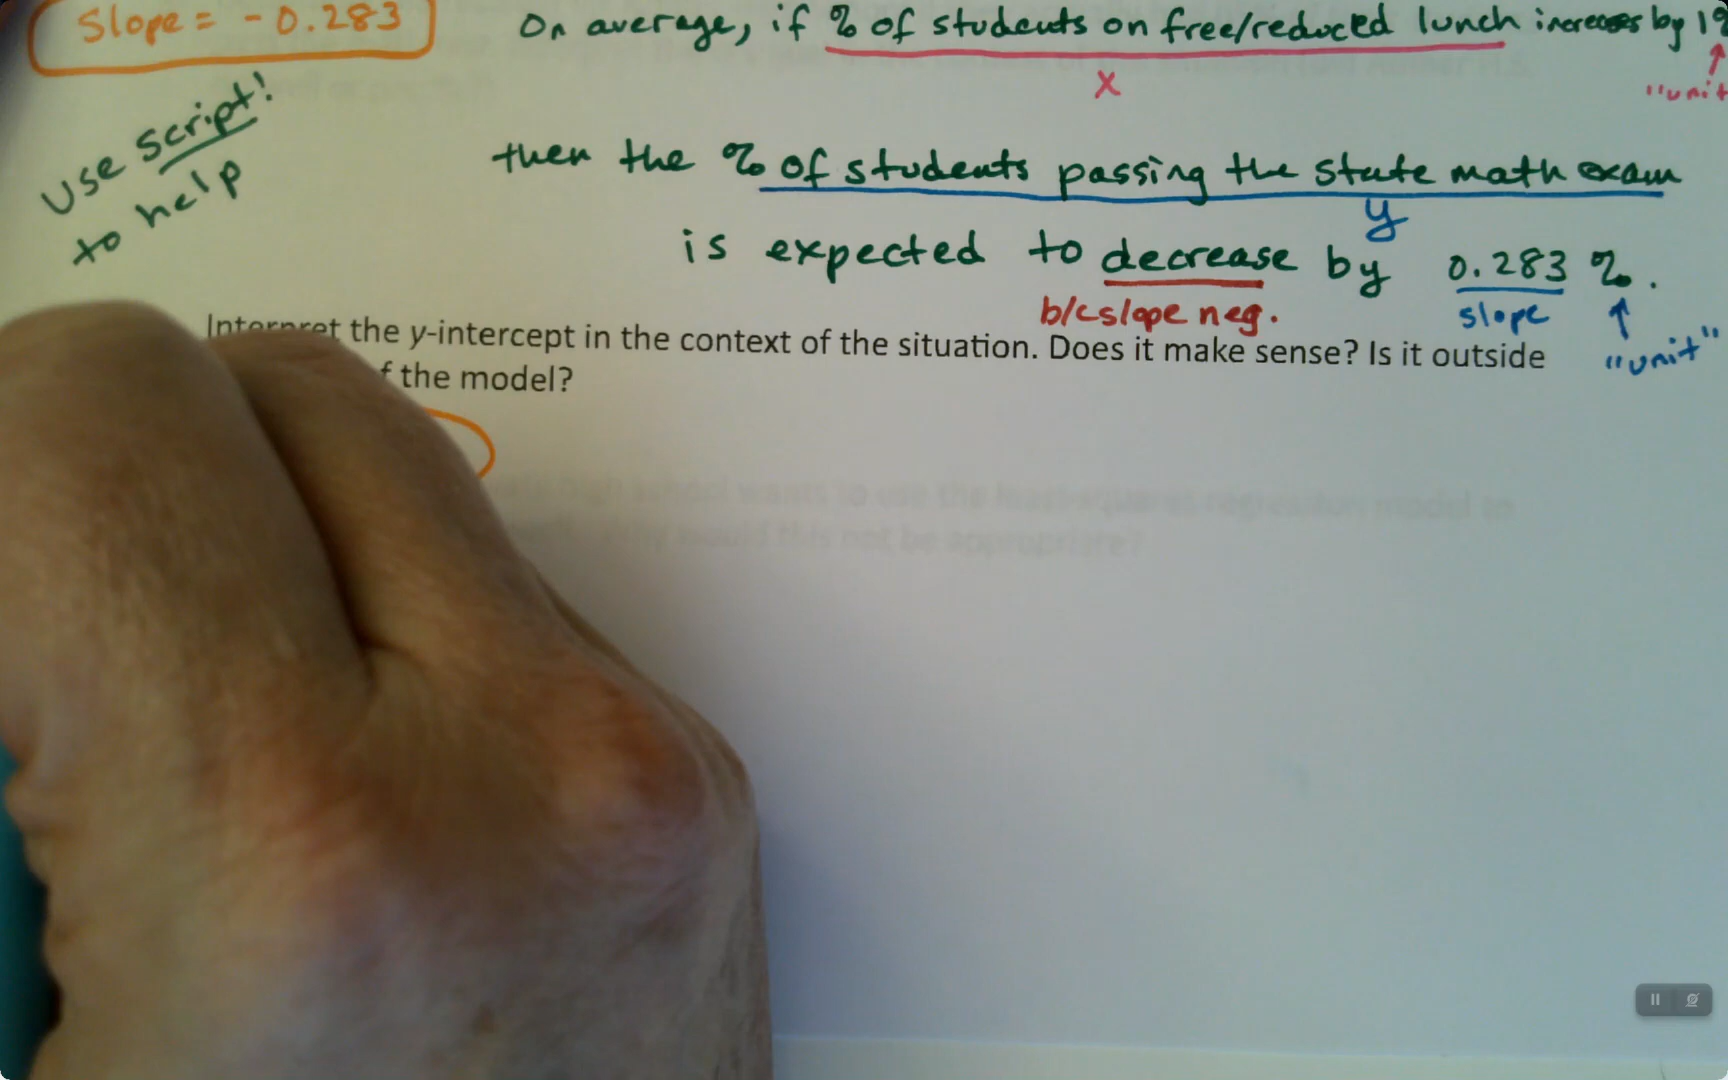 Slope = - 0.283
On average, if % of students on free/reduced lunch increases by 1%
x
"unit
Use script!
to help
then the % of students passing the state math exam
y
is expected to decrease by 0.283 %.
b/c slope neg.
slope
"unit"
Interpret the y-intercept in the context of the situation. Does it make sense? Is it outside
the model?